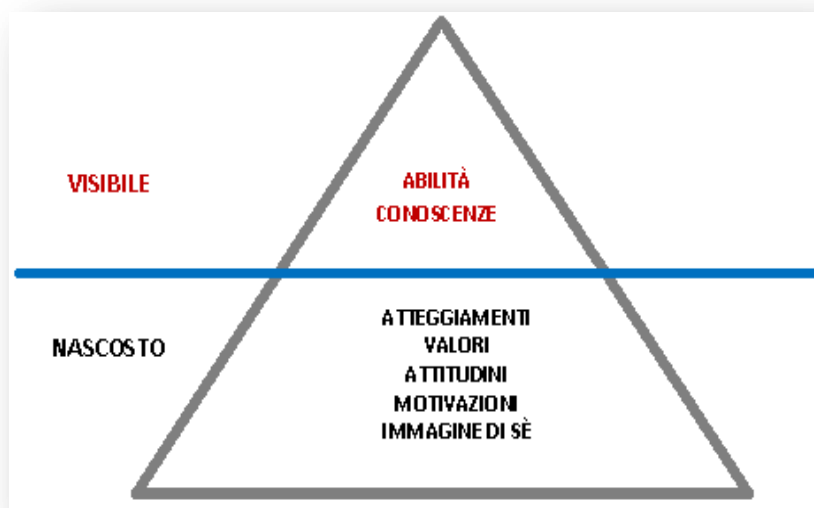 VISIBILE
ABILITÀ
CONOSCENZE
NASCOSTO
ATTEGGIAMENTI
VALORI
ATTITUDINI
MOTIVAZIONI
IMMAGINE DI SÈ